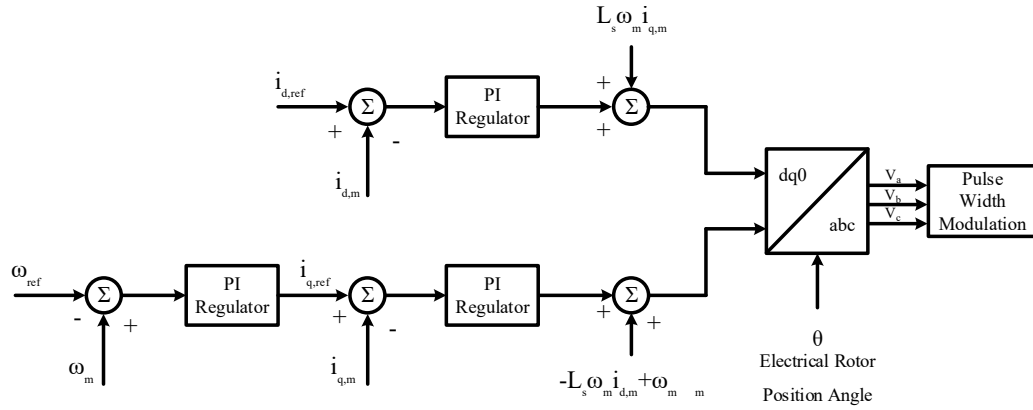 L_s ω_m i_q,m
i_d,ref
+
Σ
-
i_d,m
PI
Regulator
+
+
Σ
dq0
abc
V_a
V_b
V_c
Pulse
Width
Modulation
ω_ref
-
Σ
+
ω_m
PI
Regulator
i_q,ref
+
Σ
-
i_q,m
PI
Regulator
+
Σ
+
-L_s ω_m i_d,m+ω_m m
θ
Electrical Rotor
Position Angle